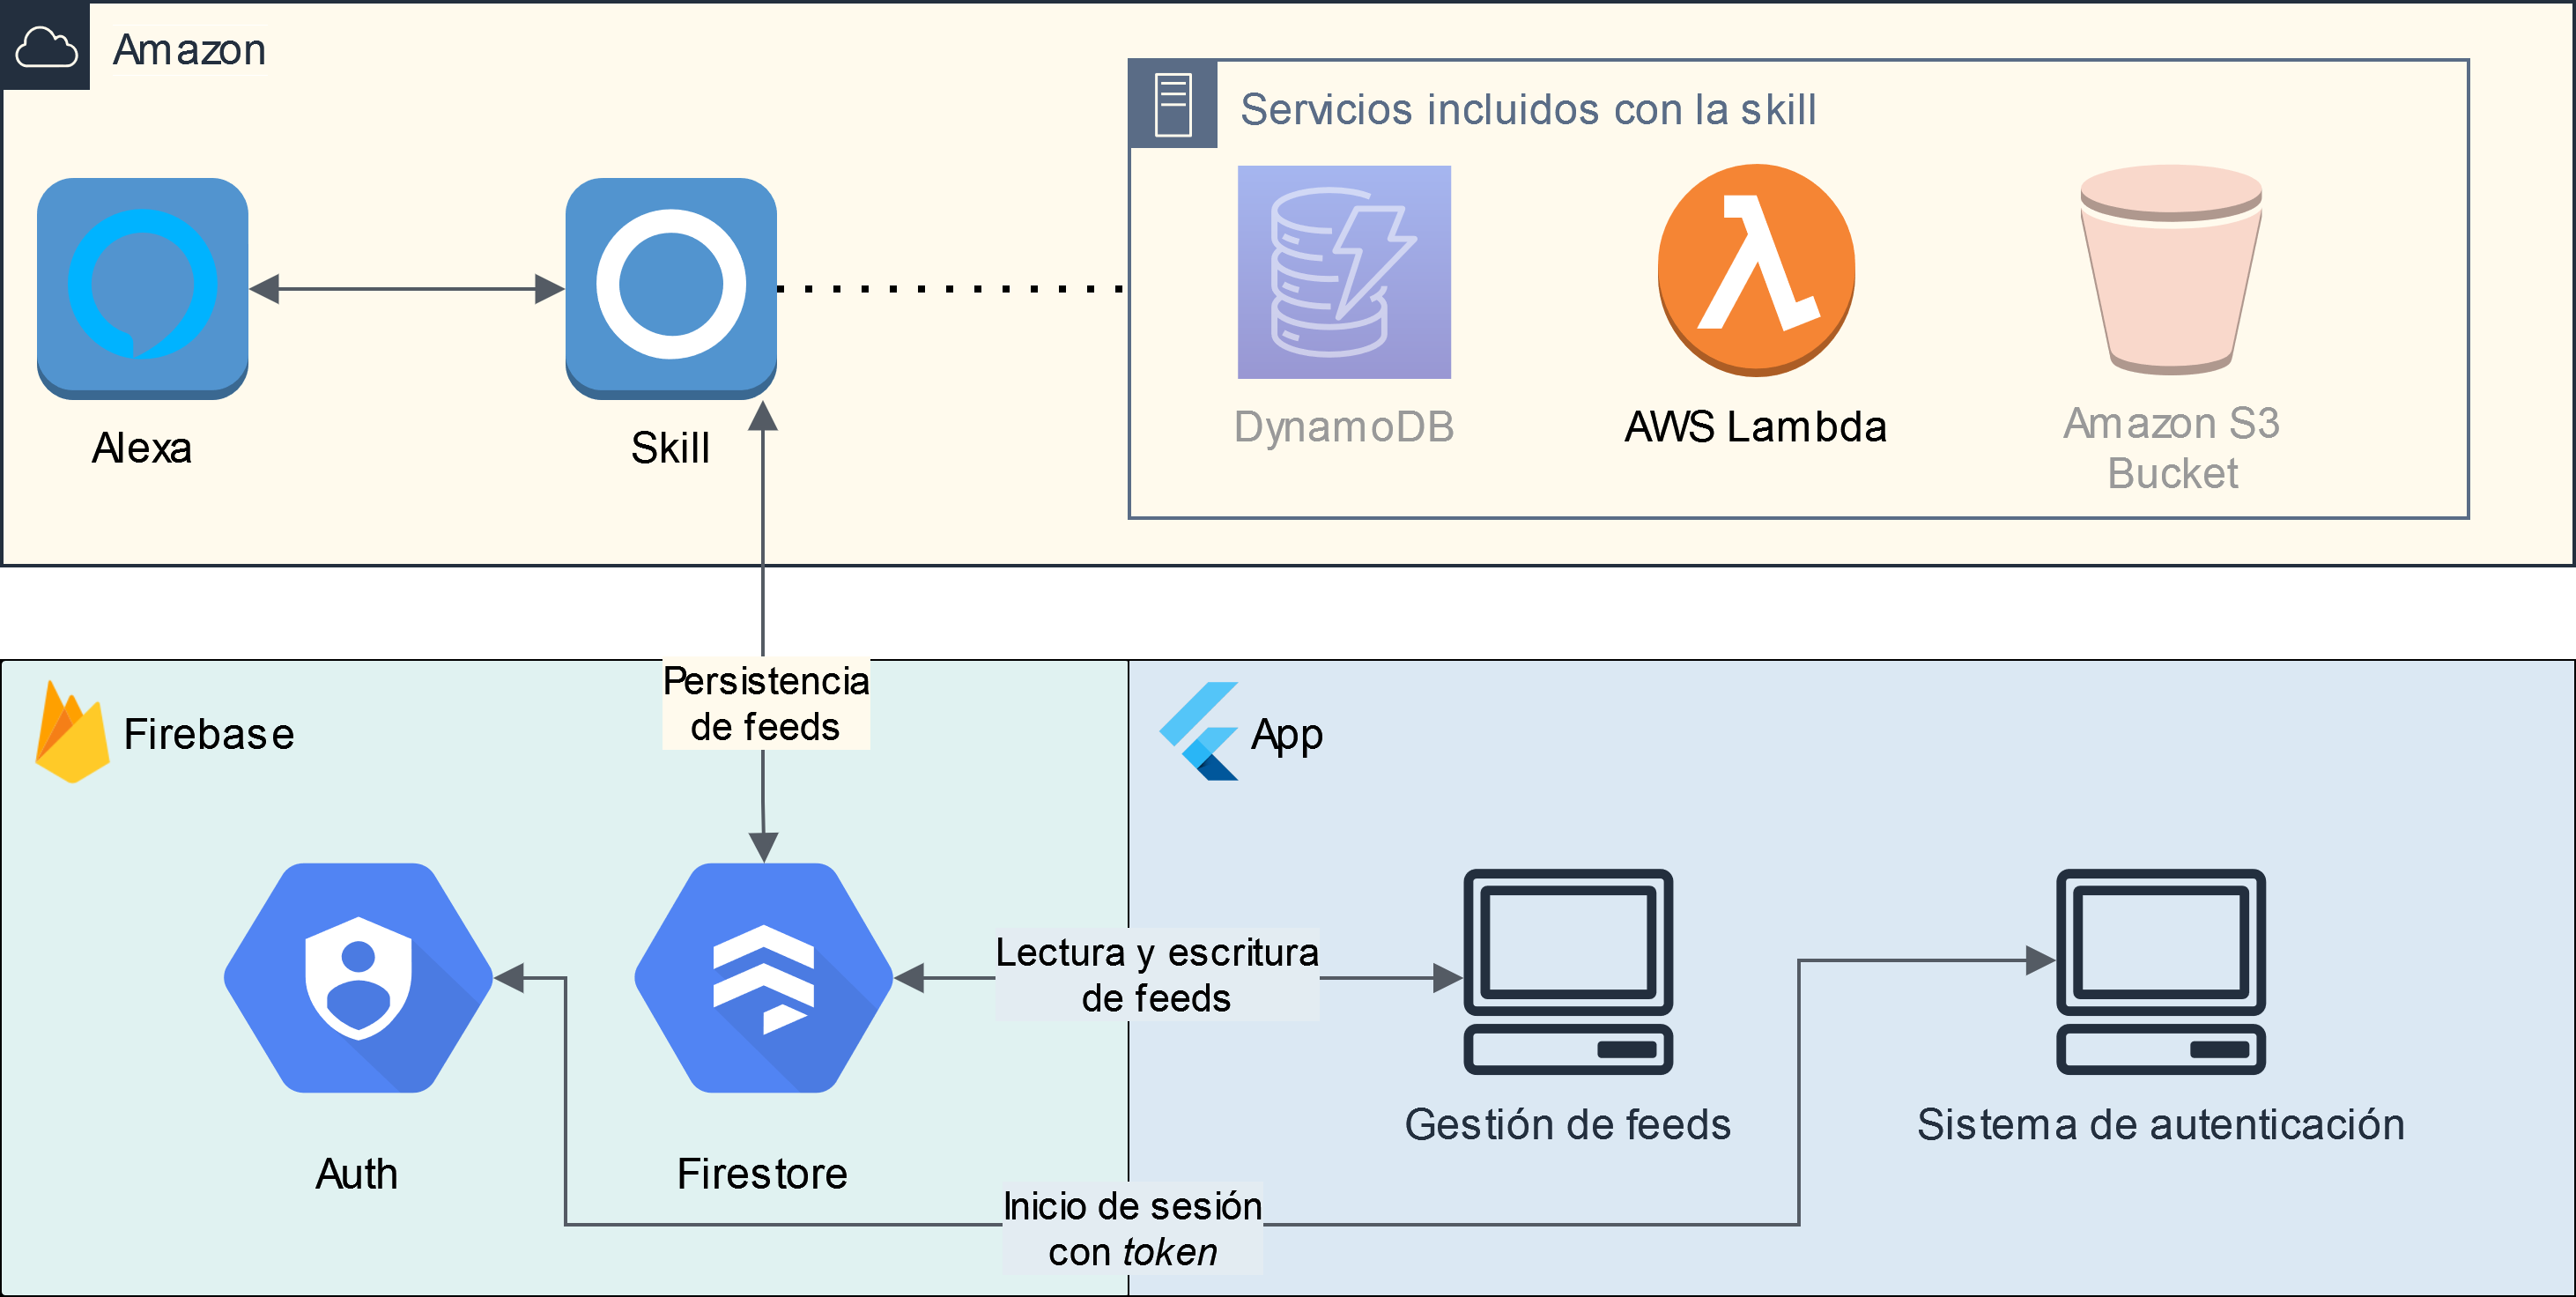 Amazon
Servicios incluidos con la skill
Alexa
Skill
DynamoDB
AWS Lambda
Amazon S3
Bucket
Persistencia
de feeds
Firebase
App
Lectura y escritura
de feeds
Gestión de feeds
Sistema de autenticación
Auth
Firestore
Inicio de sesión
con token